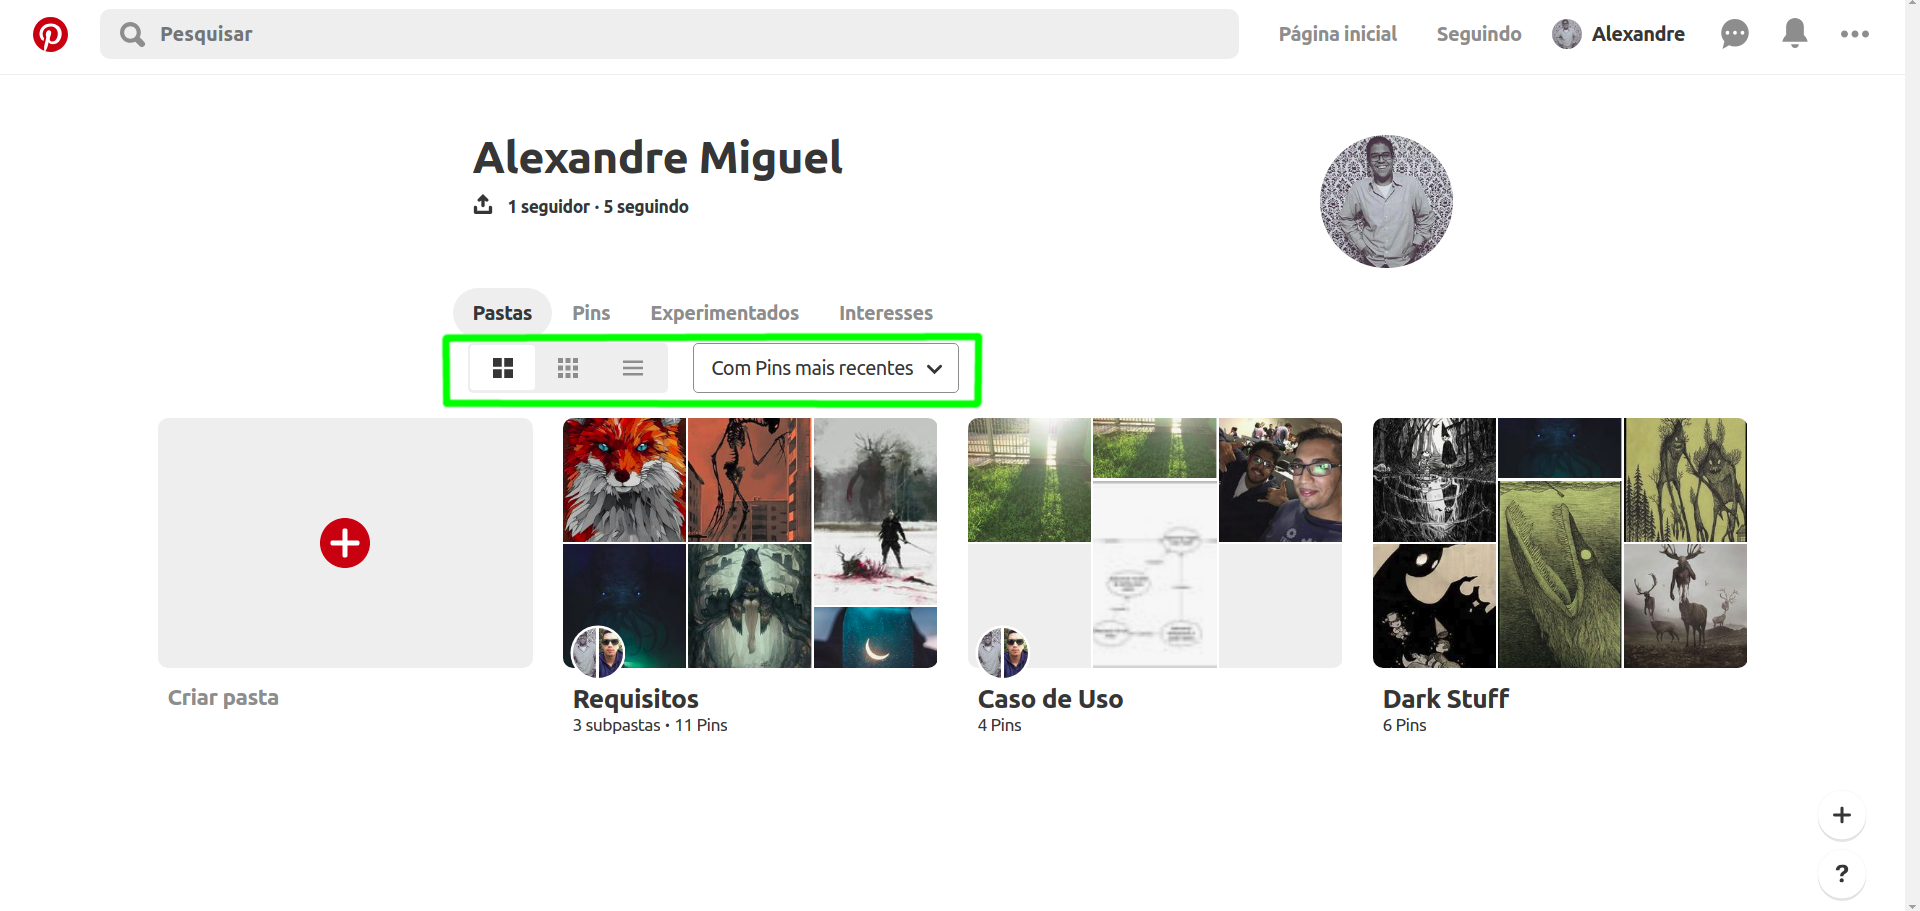 Pesquisar
Página inicial
Seguindo
Alexandre
Alexandre Miguel
1 seguidor · 5 seguindo
Pastas
Pins
Experimentados
Interesses
Com Pins mais recentes
Criar pasta
Requisitos
3 subpastas · 11 Pins
Caso de Uso
4 Pins
Dark Stuff
6 Pins
?